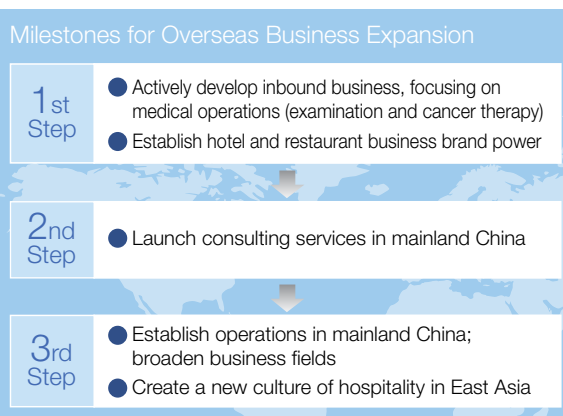 Milestones for Overseas Business Expansion
1st
Step
● Actively develop inbound business, focusing on
medical operations (examination and cancer therapy)
● Establish hotel and restaurant business brand power
2nd
Step
● Launch consulting services in mainland China
3rd
Step
● Establish operations in mainland China;
broaden business fields
● Create a new culture of hospitality in East Asia